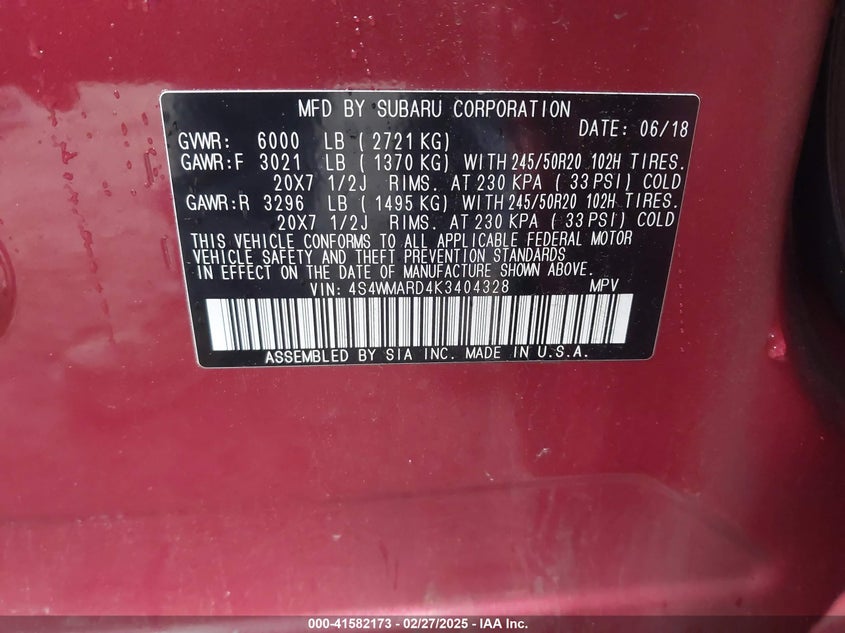 MFD BY SUBARU CORPORATION
DATE: 06/18
GVWR: 6000 LB ( 2721 KG)
GAWR:F 3021 LB ( 1370 KG) WITH 245/50R20 102H TIRES.
20X7 1/2J RIMS. AT 230 KPA ( 33 PSI) COLD
GAWR:R 3296 LB ( 1495 KG) WITH 245/50R20 102H TIRES.
20X7 1/2J RIMS. AT 230 KPA ( 33 PSI) COLD
THIS VEHICLE CONFORMS TO ALL APPLICABLE FEDERAL MOTOR
VEHICLE SAFETY AND THEFT PREVENTION STANDARDS
IN EFFECT ON THE DATE OF MANUFACTURE SHOWN ABOVE.
VIN: 4S4WMARD4K3404328 MPV
ASSEMBLED BY SIA INC. MADE IN U.S.A.
000-41582173 - 02/27/2025 - IAA Inc.